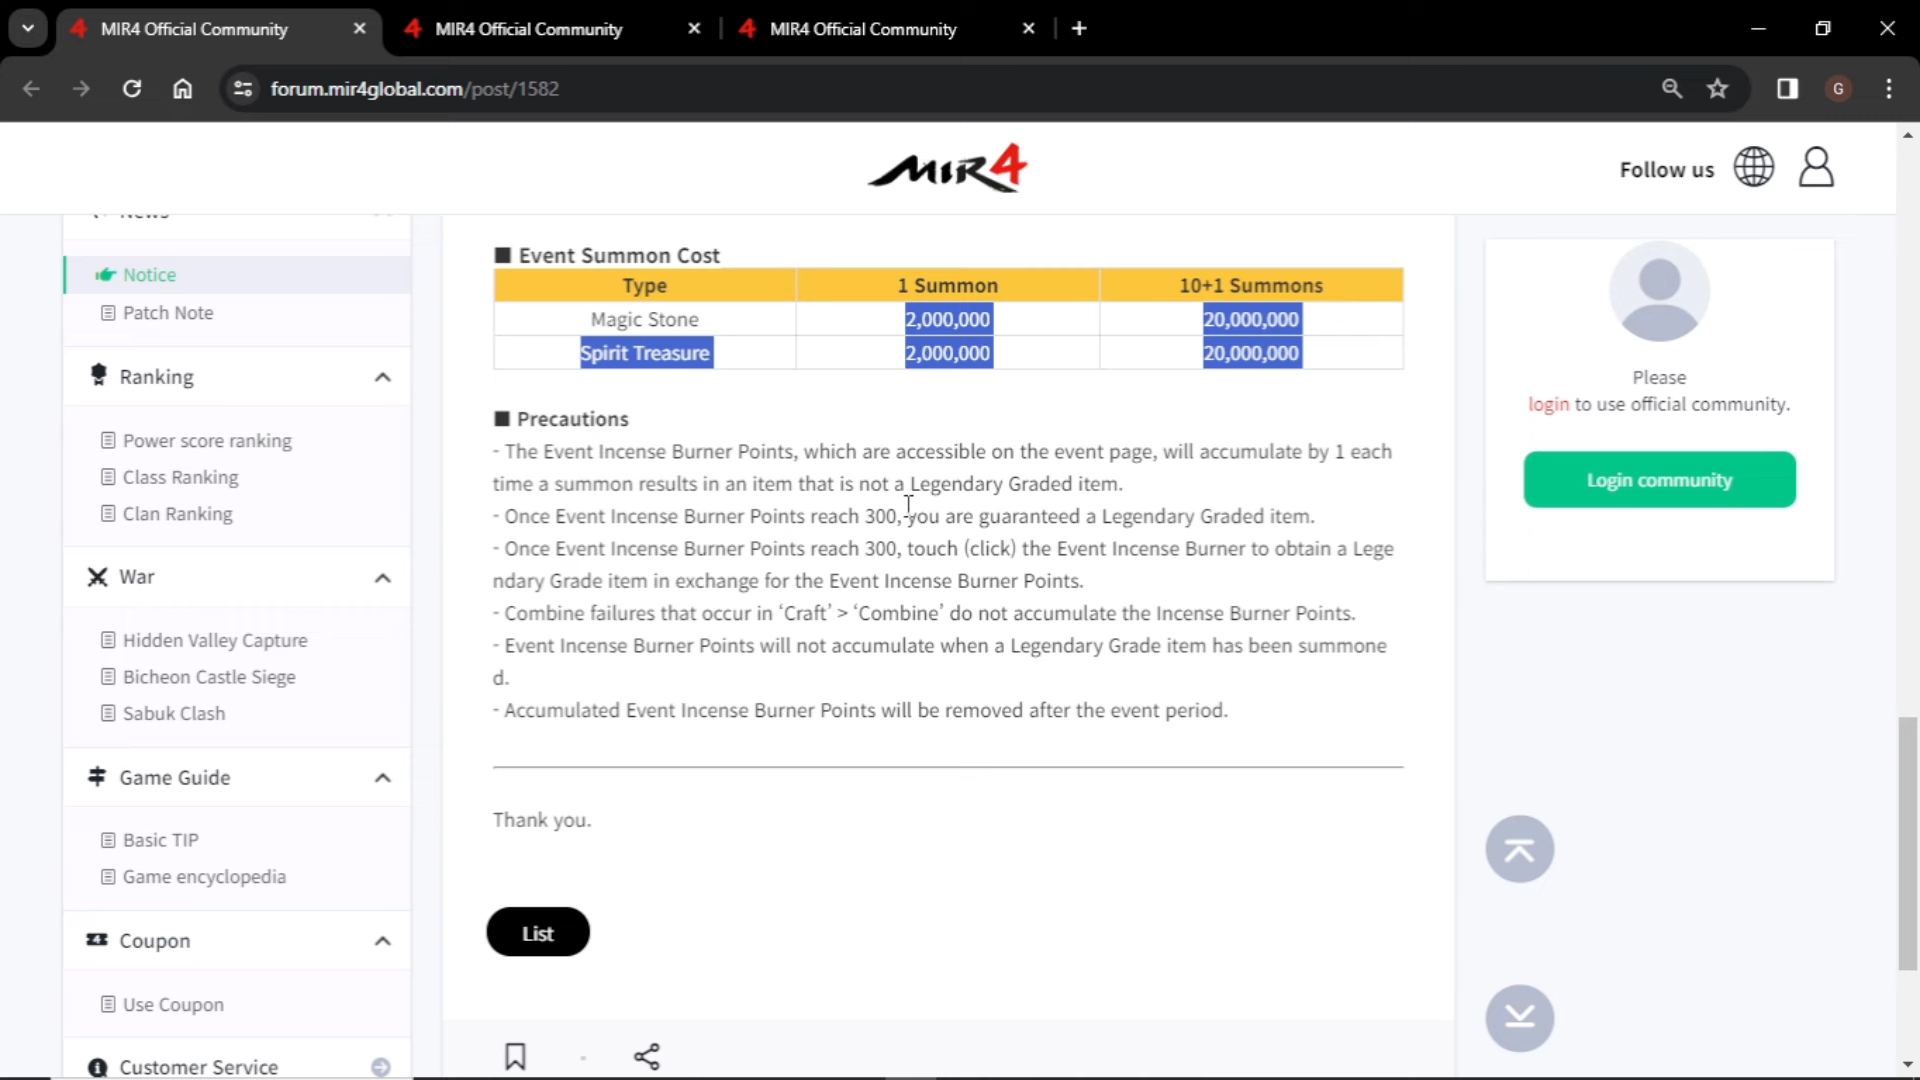 MIR4 Official Community
MIR4 Official Community
MIR4 Official Community
forum.mir4global.com/post/1582
G
MIR4
Follow us
News
Notice
Patch Note
Ranking
Power score ranking
Class Ranking
Clan Ranking
War
Hidden Valley Capture
Bicheon Castle Siege
Sabuk Clash
Game Guide
Basic TIP
Game encyclopedia
Coupon
Use Coupon
Customer Service
■ Event Summon Cost
Type 1 Summon 10+1 Summons
Magic Stone 2,000,000 20,000,000
Spirit Treasure 2,000,000 20,000,000
■ Precautions
- The Event Incense Burner Points, which are accessible on the event page, will accumulate by 1 each
time a summon results in an item that is not a Legendary Graded item.
- Once Event Incense Burner Points reach 300, you are guaranteed a Legendary Graded item.
- Once Event Incense Burner Points reach 300, touch (click) the Event Incense Burner to obtain a Lege
ndary Grade item in exchange for the Event Incense Burner Points.
- Combine failures that occur in ‘Craft’ > ‘Combine’ do not accumulate the Incense Burner Points.
- Event Incense Burner Points will not accumulate when a Legendary Grade item has been summone
d.
- Accumulated Event Incense Burner Points will be removed after the event period.
Thank you.
List
Please
login to use official community.
Login community